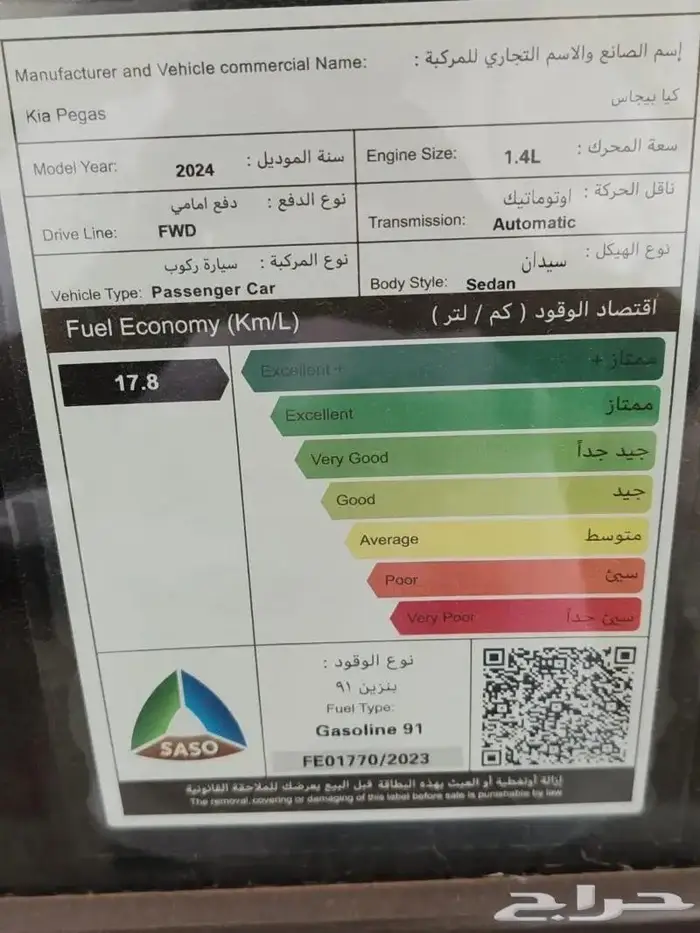 Manufacturer and Vehicle commercial Name: إسم الصانع والاسم التجاري للمركبة :
Kia Pegas كيا بيجاس
Model Year: 2024 سنة الموديل :
Engine Size: 1.4L سعة المحرك :
نوع الدفع : دفع امامي
Drive Line: FWD
ناقل الحركة : اوتوماتيك
Transmission: Automatic
نوع المركبة : سيارة ركوب
Vehicle Type: Passenger Car
نوع الهيكل : سيدان
Body Style: Sedan
Fuel Economy (Km/L) اقتصاد الوقود ( كم / لتر )
17.8
Excellent + ممتاز +
Excellent ممتاز
Very Good جيد جداً
Good جيد
Average متوسط
Poor سيئ
Very Poor سيئ جداً
SASO
نوع الوقود :
بنزين ٩١
Fuel Type:
Gasoline 91
FE01770/2023
إزالة أوتغطية أو العبث بهذه البطاقة قبل البيع يعرضك للملاحقة القانونية
The removal,covering or damaging of this label before sale is punishable by law
حراج